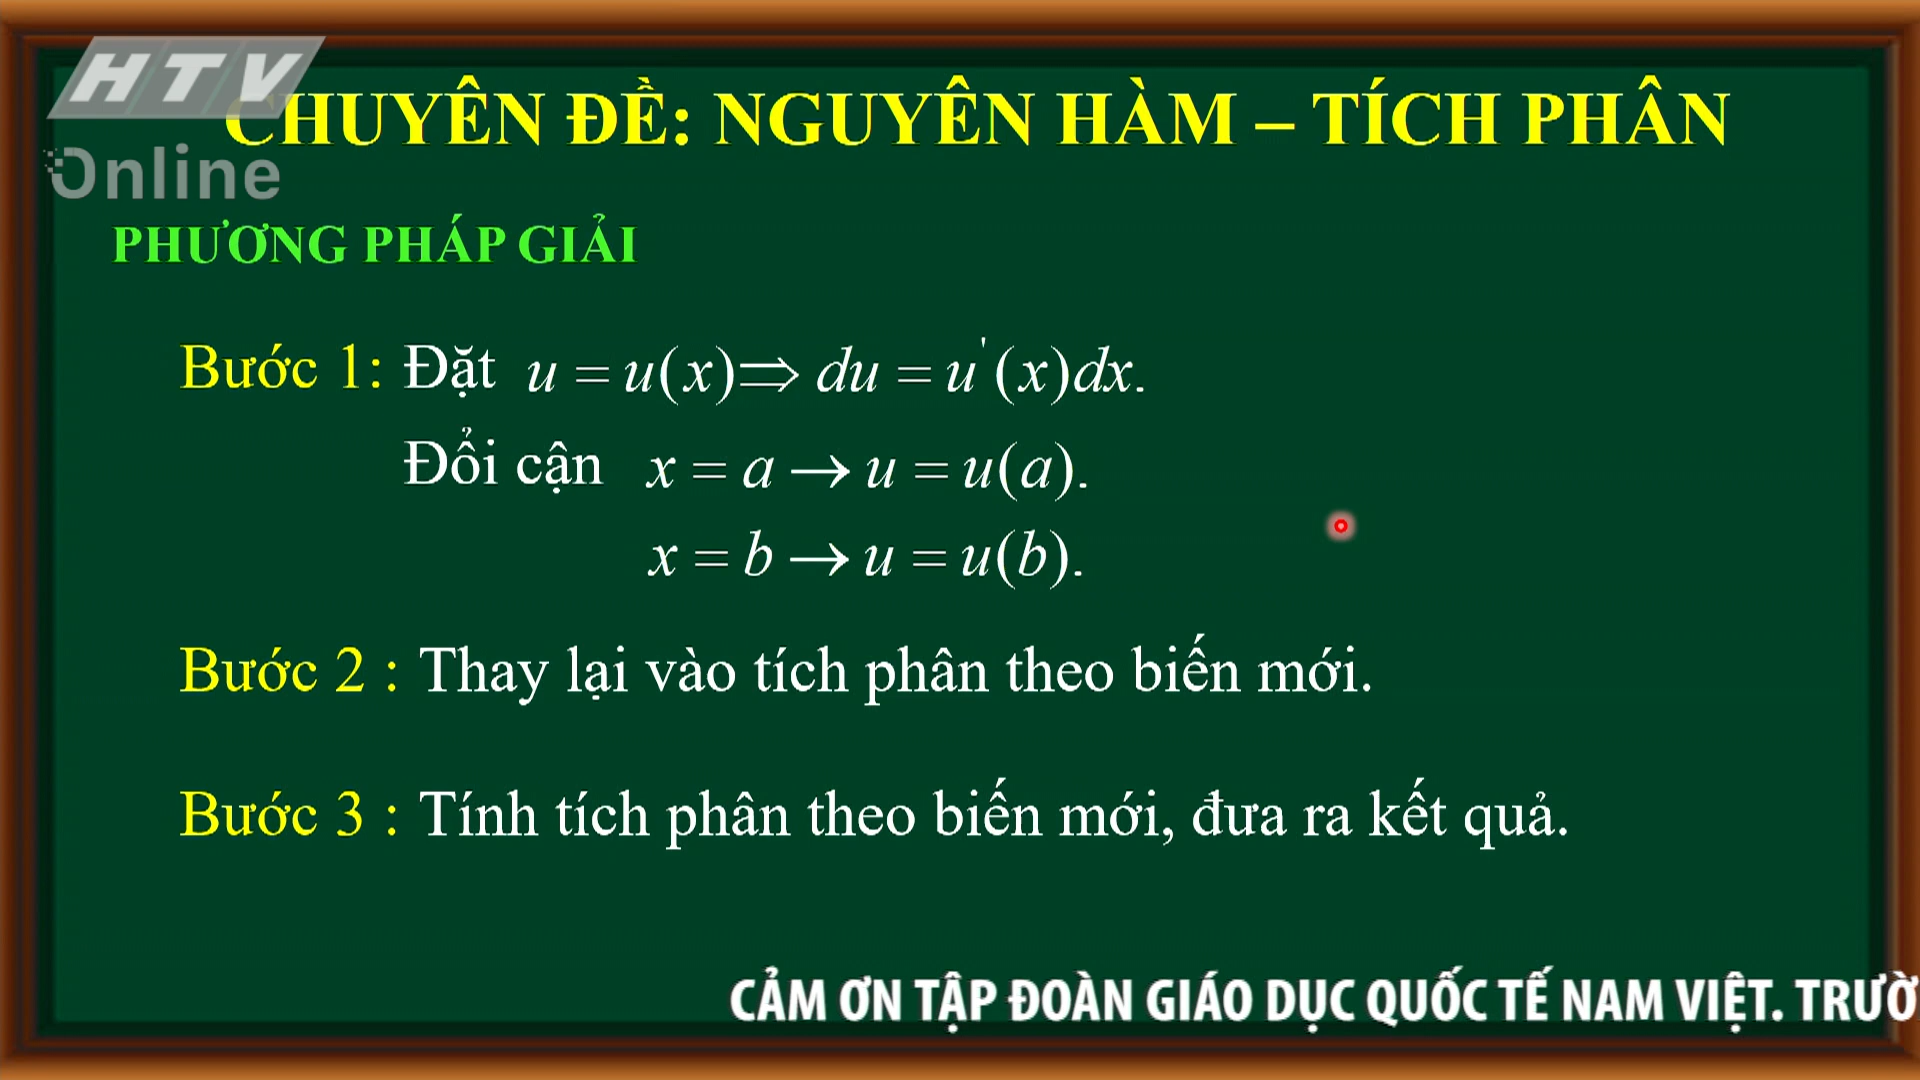 HTV
Online
CHUYÊN ĐỀ: NGUYÊN HÀM – TÍCH PHÂN
PHƯƠNG PHÁP GIẢI
Bước 1: Đặt u = u(x) ⇒ du = u'(x)dx.
Đổi cận x = a → u = u(a).
x = b → u = u(b).
Bước 2 : Thay lại vào tích phân theo biến mới.
Bước 3 : Tính tích phân theo biến mới, đưa ra kết quả.
CẢM ƠN TẬP ĐOÀN GIÁO DỤC QUỐC TẾ NAM VIỆT. TRƯỜ